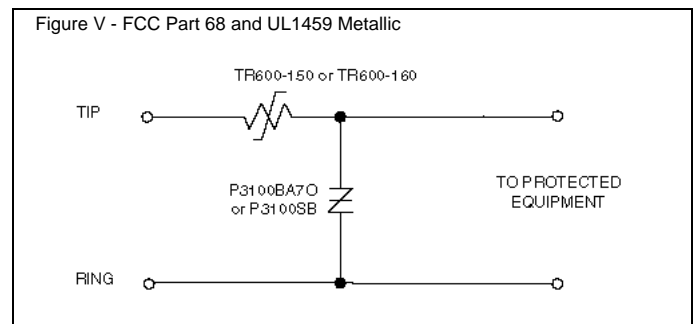 Figure V - FCC Part 68 and UL1459 Metallic
TR600-150 or TR600-160
TIP
P3100BA70
or P3100SB
TO PROTECTED
EQUIPMENT
RING